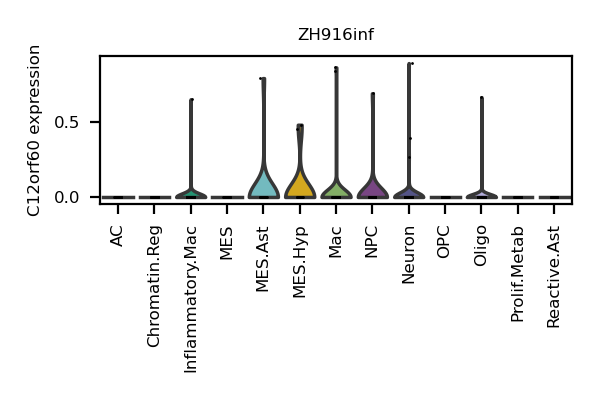 ZH916inf
C12orf60 expression
0.5
0.0
AC
Chromatin.Reg
Inflammatory.Mac
MES
MES.Ast
MES.Hyp
Mac
NPC
Neuron
OPC
Oligo
Prolif.Metab
Reactive.Ast